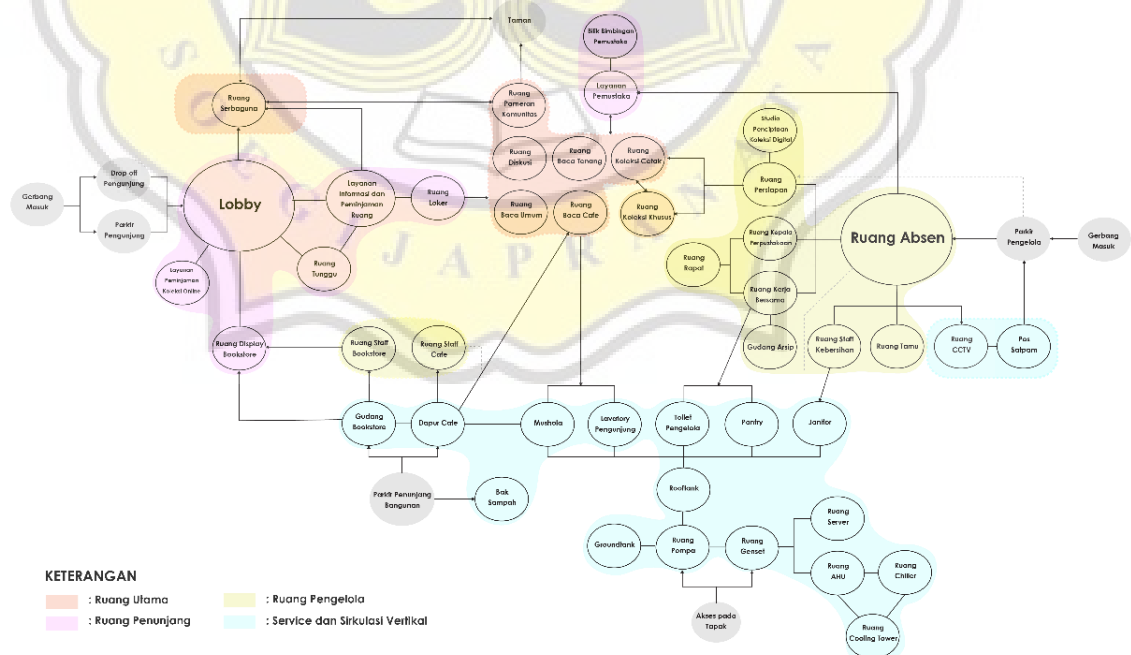 Taman
Bilik Bimbingan
Pemustaka
Layanan
Pemustaka
Ruang
Serbaguna
Ruang
Pameran
Komunitas
Studio
Penciptaan
Koleksi Digital
Ruang
Diskusi
Ruang
Baca Tenang
Ruang
Koleksi Cetak
Ruang
Persiapan
Drop off
Pengunjung
Gerbang
Masuk
Parkir
Pengunjung
Lobby
Layanan
Informasi dan
Peminjaman
Ruang
Ruang
Loker
Ruang
Baca Umum
Ruang
Baca Cafe
Ruang
Koleksi Khusus
Ruang Kepala
Perpustakaan
Ruang Absen
Parkir
Pengelola
Gerbang
Masuk
Ruang
Rapat
Ruang
Tunggu
Layanan
Peminjaman
Koleksi Online
Ruang Kerja
Bersama
Ruang Display
Bookstore
Ruang Staff
Bookstore
Ruang Staff
Cafe
Gudang Arsip
Ruang Staff
Kebersihan
Ruang Tamu
Ruang
CCTV
Pos
Satpam
Gudang
Bookstore
Dapur Cafe
Mushola
Lavatory
Pengunjung
Toilet
Pengelola
Pantry
Janitor
Parkir Penunjang
Bangunan
Bak
Sampah
Rooftank
Ruang
Server
Groundtank
Ruang
Pompa
Ruang
Genset
Ruang
AHU
Ruang
Chiller
Akses pada
Tapak
Ruang
Cooling Tower
KETERANGAN
: Ruang Utama
: Ruang Pengelola
: Ruang Penunjang
: Service dan Sirkulasi Vertikal